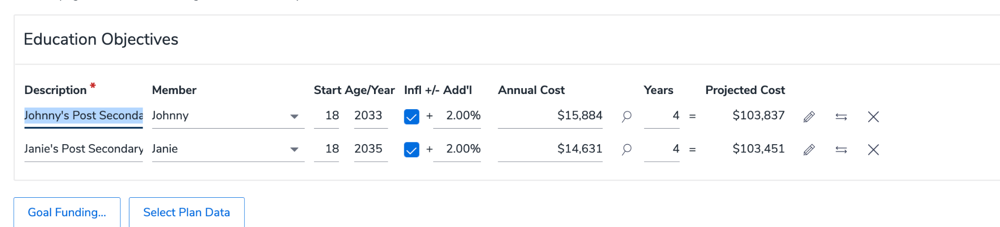 Education Objectives
Description * Member Start Age/Year Infl +/- Add'l Annual Cost Years Projected Cost
Johnny's Post Seconda Johnny 18 2033 + 2.00% $15,884 4 = $103,837
Janie's Post Secondary Janie 18 2035 + 2.00% $14,631 4 = $103,451
Goal Funding... Select Plan Data